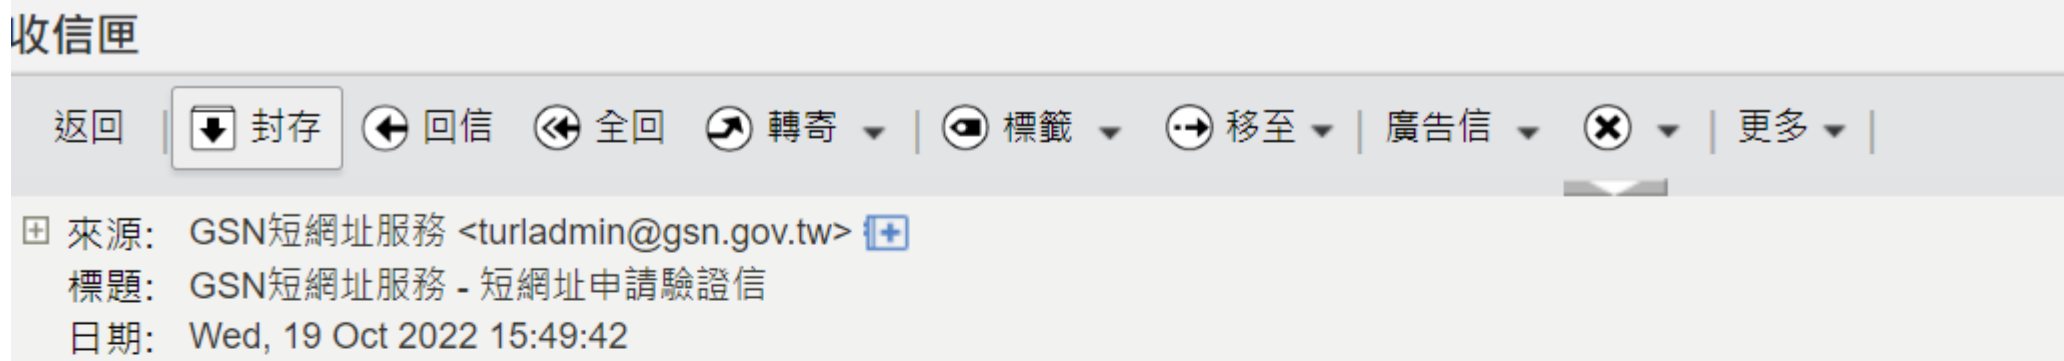 收信匣
返回 | 封存 回信 全回 轉寄 | 標籤 移至 | 廣告信 | 更多 |
來源: GSN短網址服務 <turladmin@gsn.gov.tw>
標題: GSN短網址服務 - 短網址申請驗證信
日期: Wed, 19 Oct 2022 15:49:42